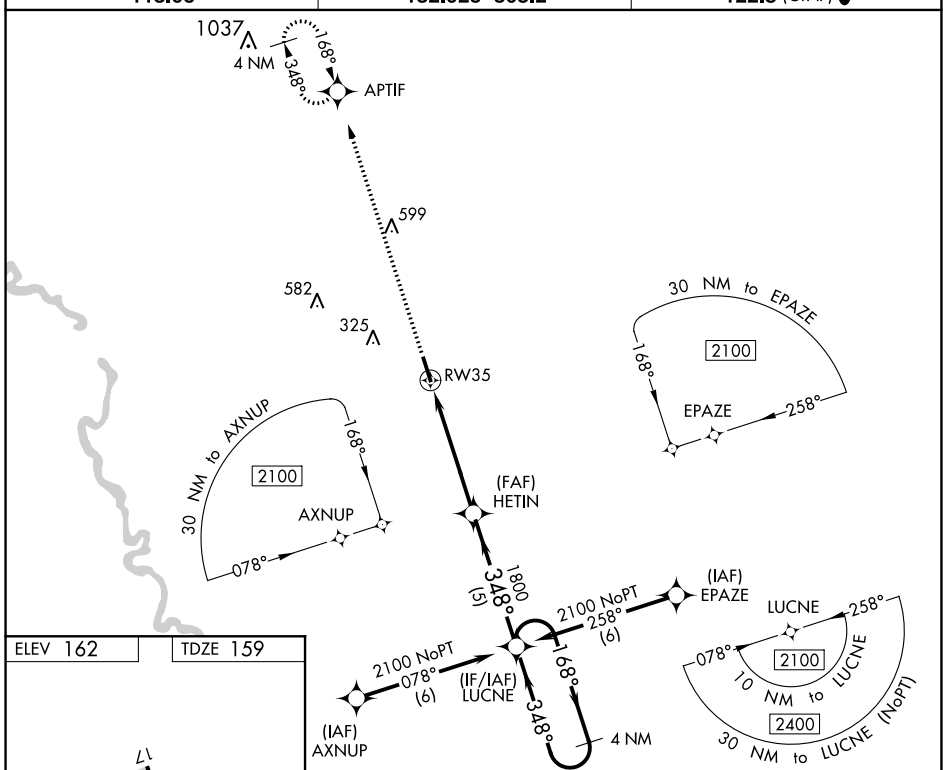 1037
4 NM
168°
348°
APTIF
599
582
325
RW35
30 NM to EPAZE
2100
168°
EPAZE
258°
30 NM to AXNUP
2100
168°
AXNUP
078°
(FAF)
HETIN
1800
348°
(5)
(IAF)
EPAZE
2100 NoPT
258°
(6)
2100 NoPT
078°
(6)
(IF/IAF)
LUCNE
168°
348°
4 NM
(IAF)
AXNUP
LUCNE
258°
078°
2100
10 NM to LUCNE
2400
30 NM to LUCNE (NoPT)
ELEV 162
TDZE 159
17